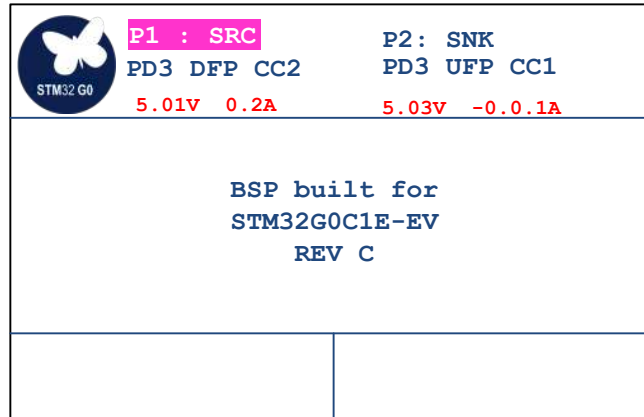 P1 : SRC
PD3 DFP CC2
5.01V 0.2A
P2: SNK
PD3 UFP CC1
5.03V -0.0.1A
STM32 G0
BSP built for
STM32G0C1E-EV
REV C